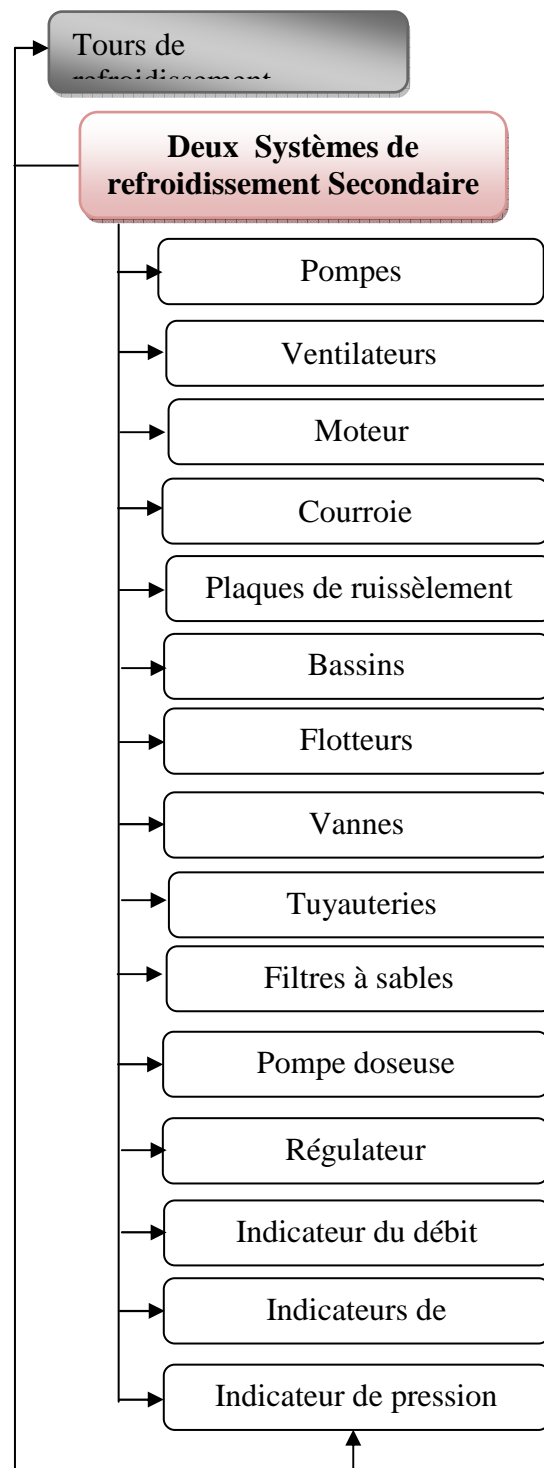 Tours de
refroidissement
Deux Systèmes de
refroidissement Secondaire
Pompes
Ventilateurs
Moteur
Courroie
Plaques de ruissèlement
Bassins
Flotteurs
Vannes
Tuyauteries
Filtres à sables
Pompe doseuse
Régulateur
Indicateur du débit
Indicateurs de
Indicateur de pression